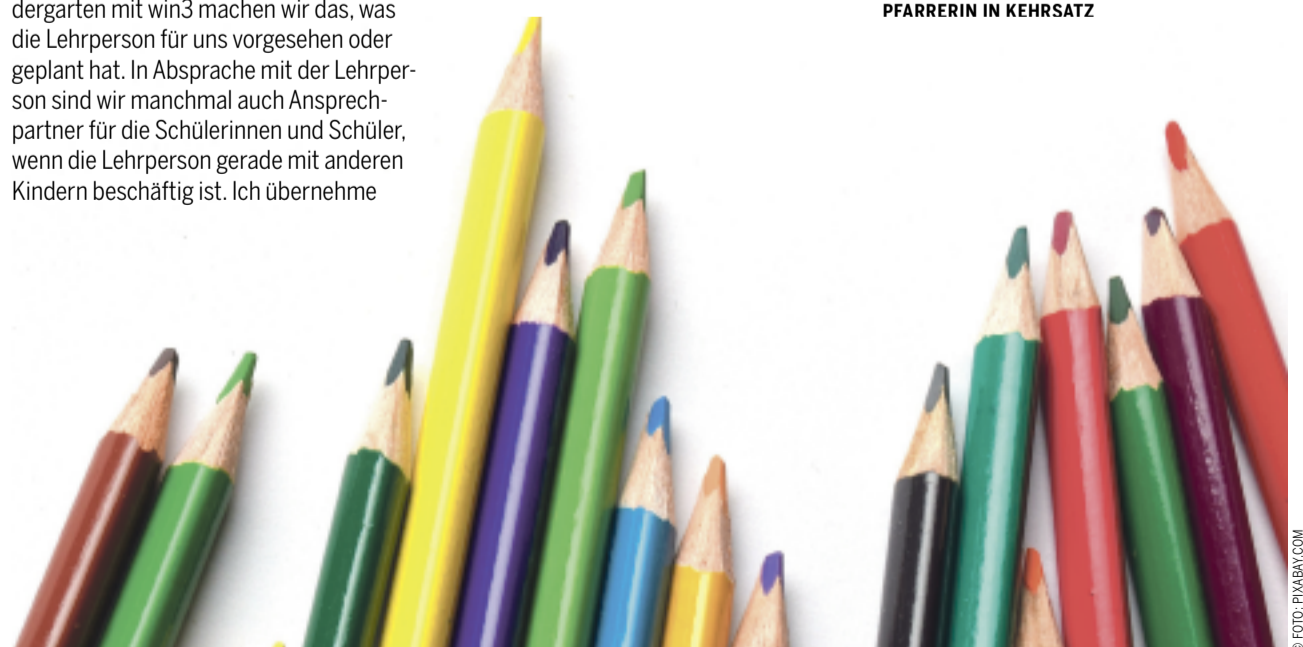 dergarten mit win3 machen wir das, was
die Lehrperson für uns vorgesehen oder
geplant hat. In Absprache mit der Lehrper-
son sind wir manchmal auch Ansprech-
partner für die Schülerinnen und Schüler,
wenn die Lehrperson gerade mit anderen
Kindern beschäftig ist. Ich übernehme
PFARRERIN IN KEHRSATZ
© FOTO: PIXABAY.COM